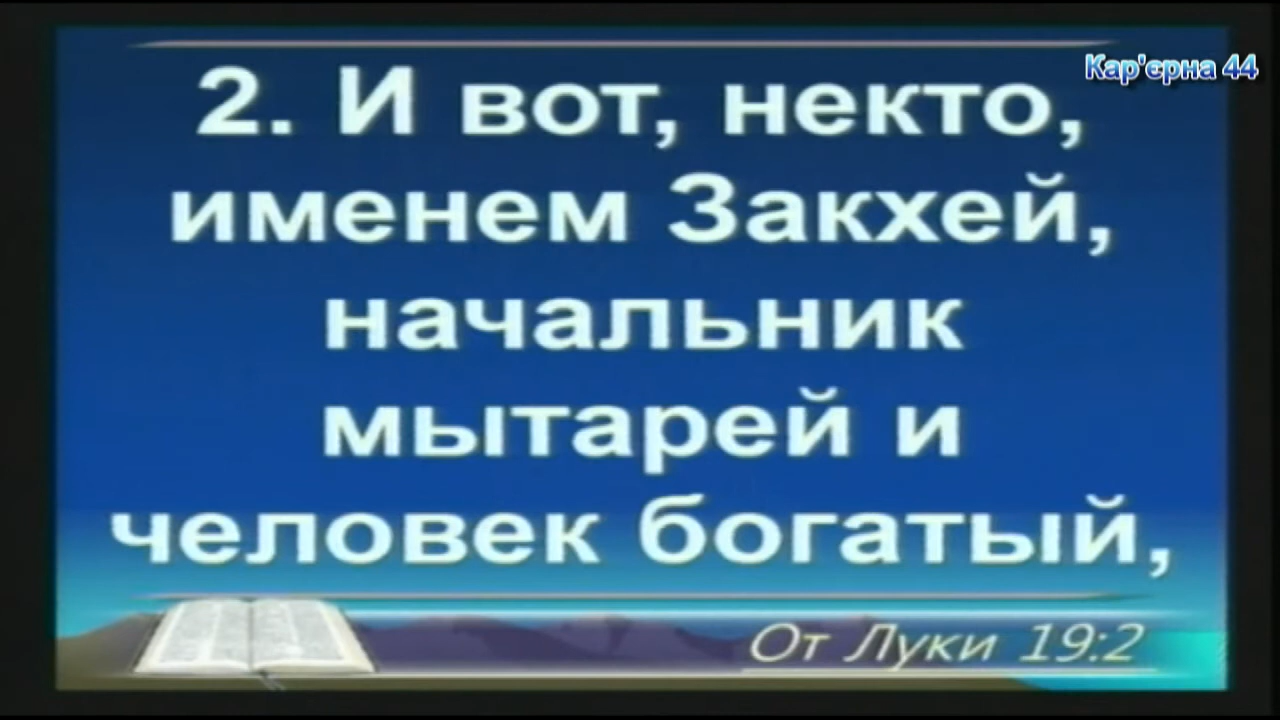 Кар'єрна 44
2. И вот, некто,
именем Закхей,
начальник
мытарей и
человек богатый,
От Луки 19:2